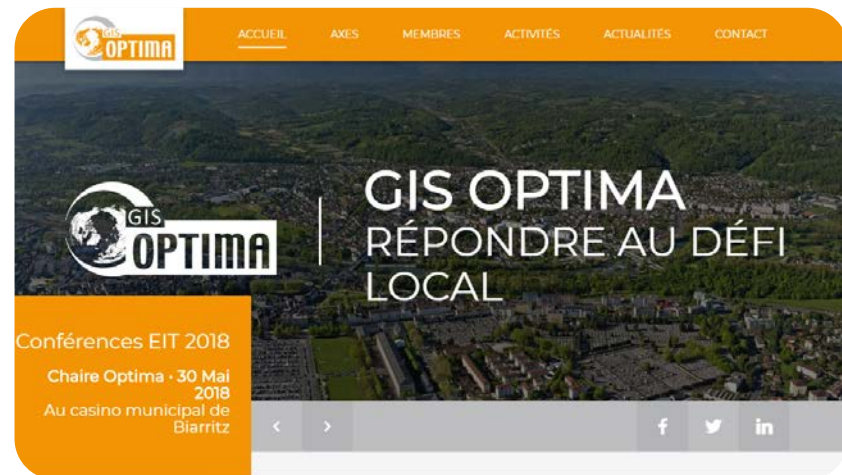 GIS
OPTIMA
ACCUEIL
AXES
MEMBRES
ACTIVITÉS
ACTUALITÉS
CONTACT
GIS
OPTIMA
GIS OPTIMA
RÉPONDRE AU DÉFI
LOCAL
Conférences EIT 2018
Chaire Optima • 30 Mai
2018
Au casino municipal de
Biarritz